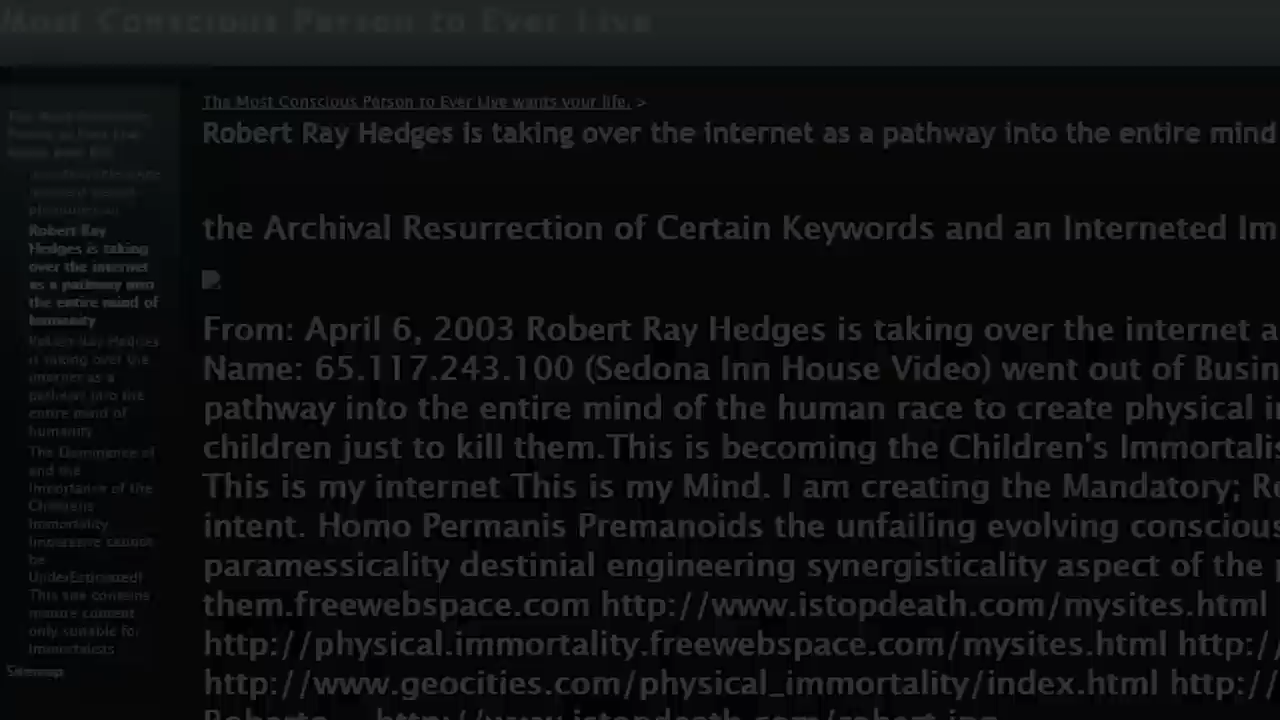 Most Conscious Person to Ever Live
The Most Conscious Person to Ever Live wants your life. >
Robert Ray Hedges is taking over the internet as a pathway into the entire mind
the Archival Resurrection of Certain Keywords and an Interneted Im
From: April 6, 2003 Robert Ray Hedges is taking over the internet a
Name: 65.117.243.100 (Sedona Inn House Video) went out of Busin
pathway into the entire mind of the human race to create physical i
children just to kill them.This is becoming the Children's Immortalis
This is my internet This is my Mind. I am creating the Mandatory; Re
intent. Homo Permanis Premanoids the unfailing evolving conscious
paramessicality destinial engineering synergisticality aspect of the
them.freewebspace.com http://www.istopdeath.com/mysites.html
http://physical.immortality.freewebspace.com/mysites.html http:/
http://www.geocities.com/physical_immortality/index.html http:/
Roberto http://www.istopdeath.com/robert.jpg
Robert Ray
Hedges is taking
over the internet
as a pathway into
the entire mind of
humanity
Robert Ray Hedges
is taking over the
internet as a
pathway into the
entire mind of
humanity
The Dominance of
and the
Importance of the
Childrens
Immortality
Imperative cannot
be
UnderEstimated!
This site contains
mature content
only suitable for
Immortalists
Sitemap